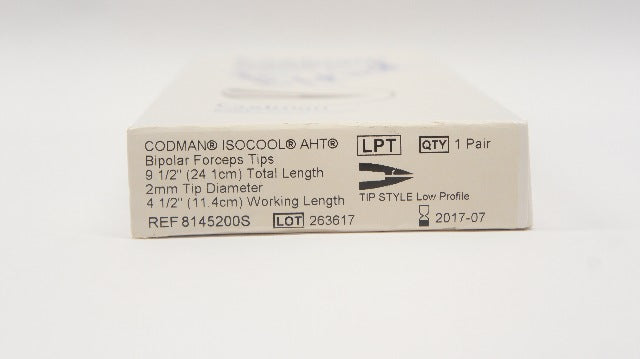 CODMAN® ISOCOOL® AHT®
Bipolar Forceps Tips
9 1/2" (24 1cm) Total Length
2mm Tip Diameter
4 1/2" (11.4cm) Working Length
REF 8145200S LOT 263617
LPT QTY 1 Pair
TIP STYLE Low Profile
2017-07